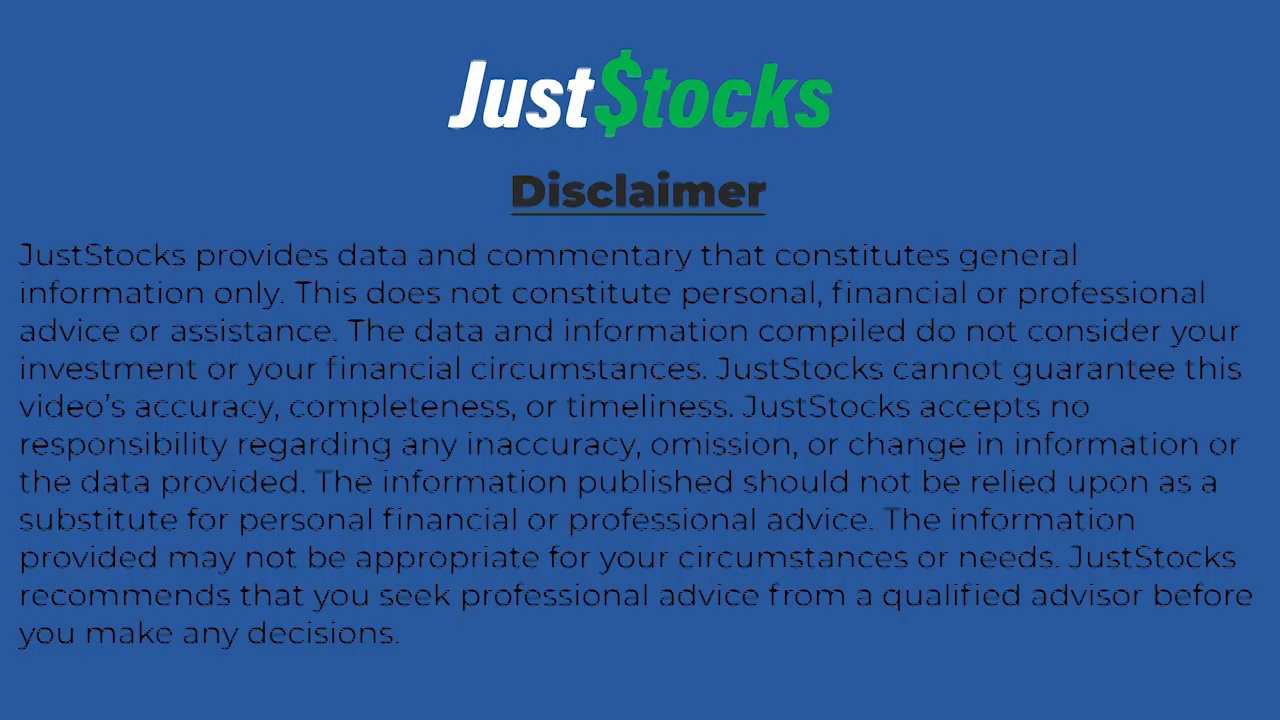 Just$tocks
Disclaimer
JustStocks provides data and commentary that constitutes general
information only. This does not constitute personal, financial or professional
advice or assistance. The data and information compiled do not consider your
investment or your financial circumstances. JustStocks cannot guarantee this
video's accuracy, completeness, or timeliness. JustStocks accepts no
responsibility regarding any inaccuracy, omission, or change in information or
the data provided. The information published should not be relied upon as a
substitute for personal financial or professional advice. The information
provided may not be appropriate for your circumstances or needs. JustStocks
recommends that you seek professional advice from a qualified advisor before
you make any decisions.